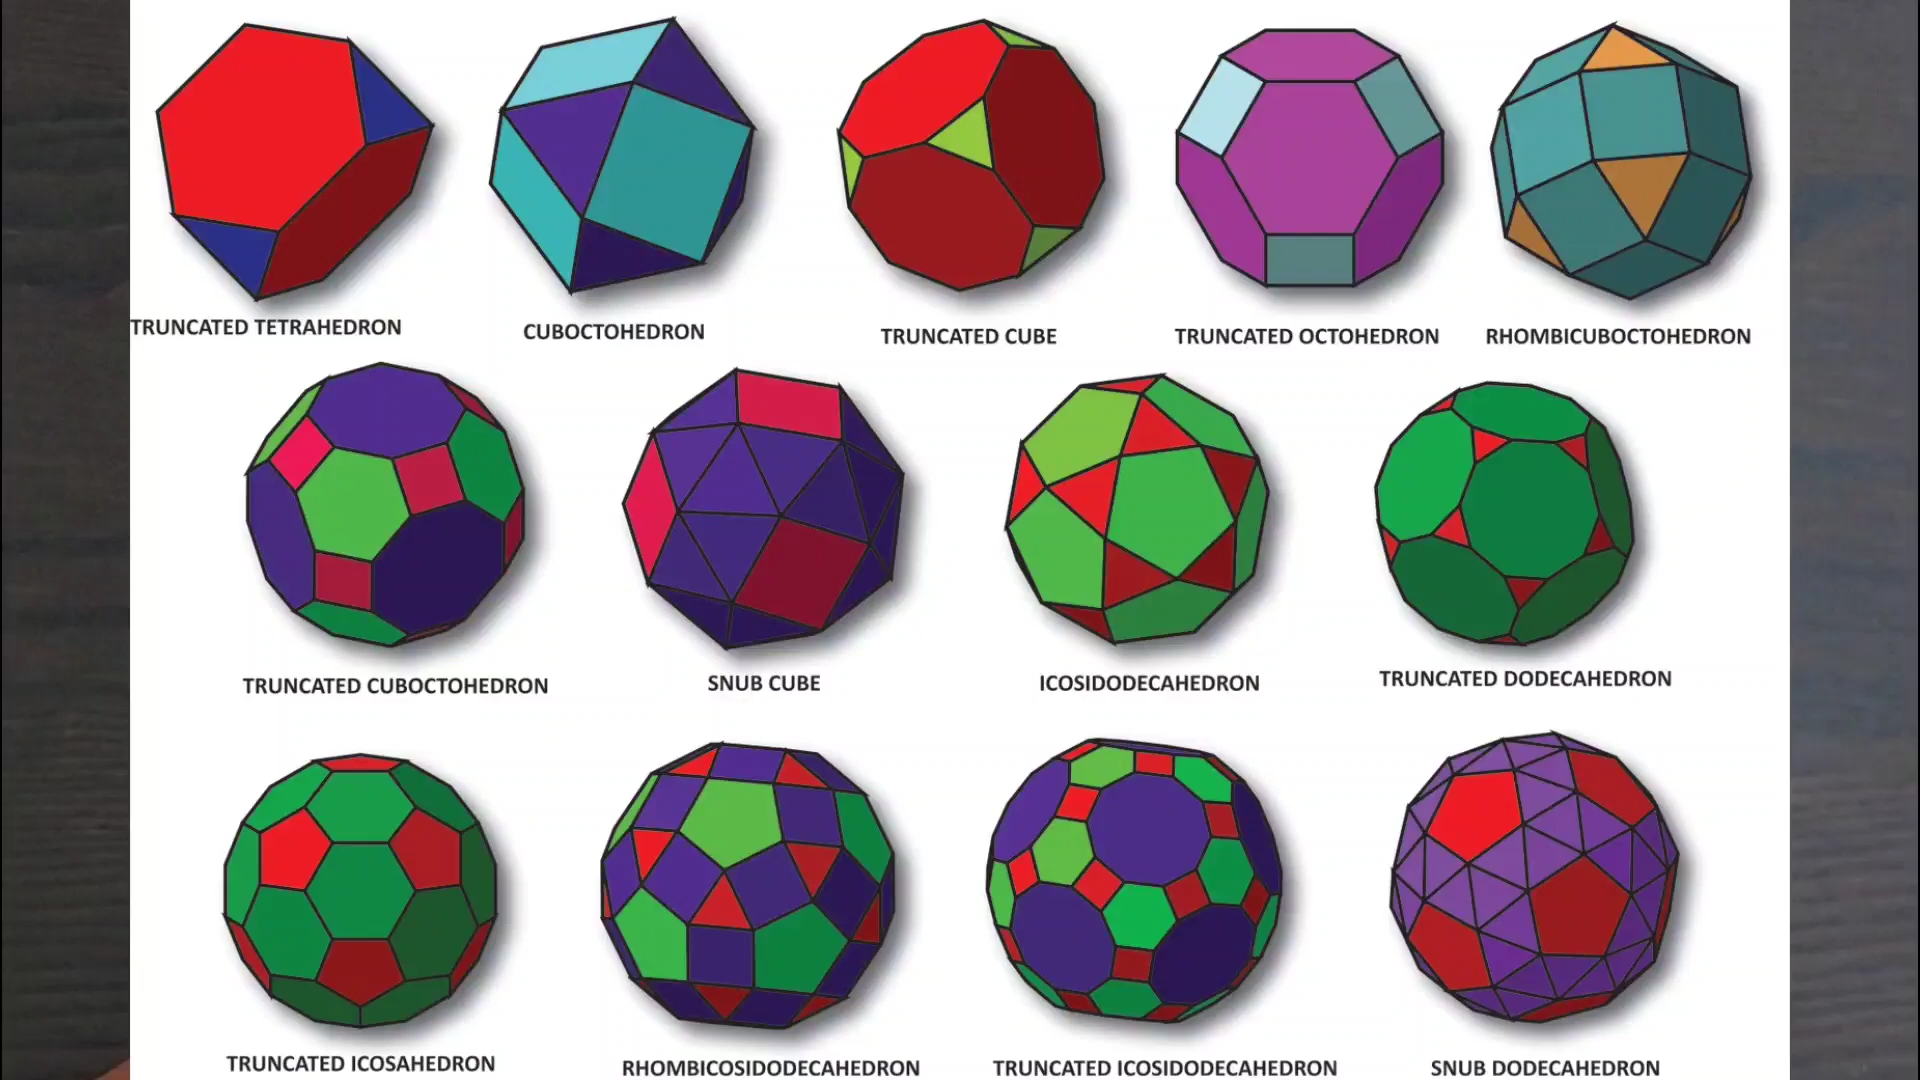 TRUNCATED TETRAHEDRON
CUBOCTOHEDRON
TRUNCATED CUBE
TRUNCATED OCTOHEDRON
RHOMBICUBOCTOHEDRON
TRUNCATED CUBOCTOHEDRON
SNUB CUBE
ICOSIDODECAHEDRON
TRUNCATED DODECAHEDRON
TRUNCATED ICOSAHEDRON
RHOMBICOSIDODECAHEDRON
TRUNCATED ICOSIDODECAHEDRON
SNUB DODECAHEDRON